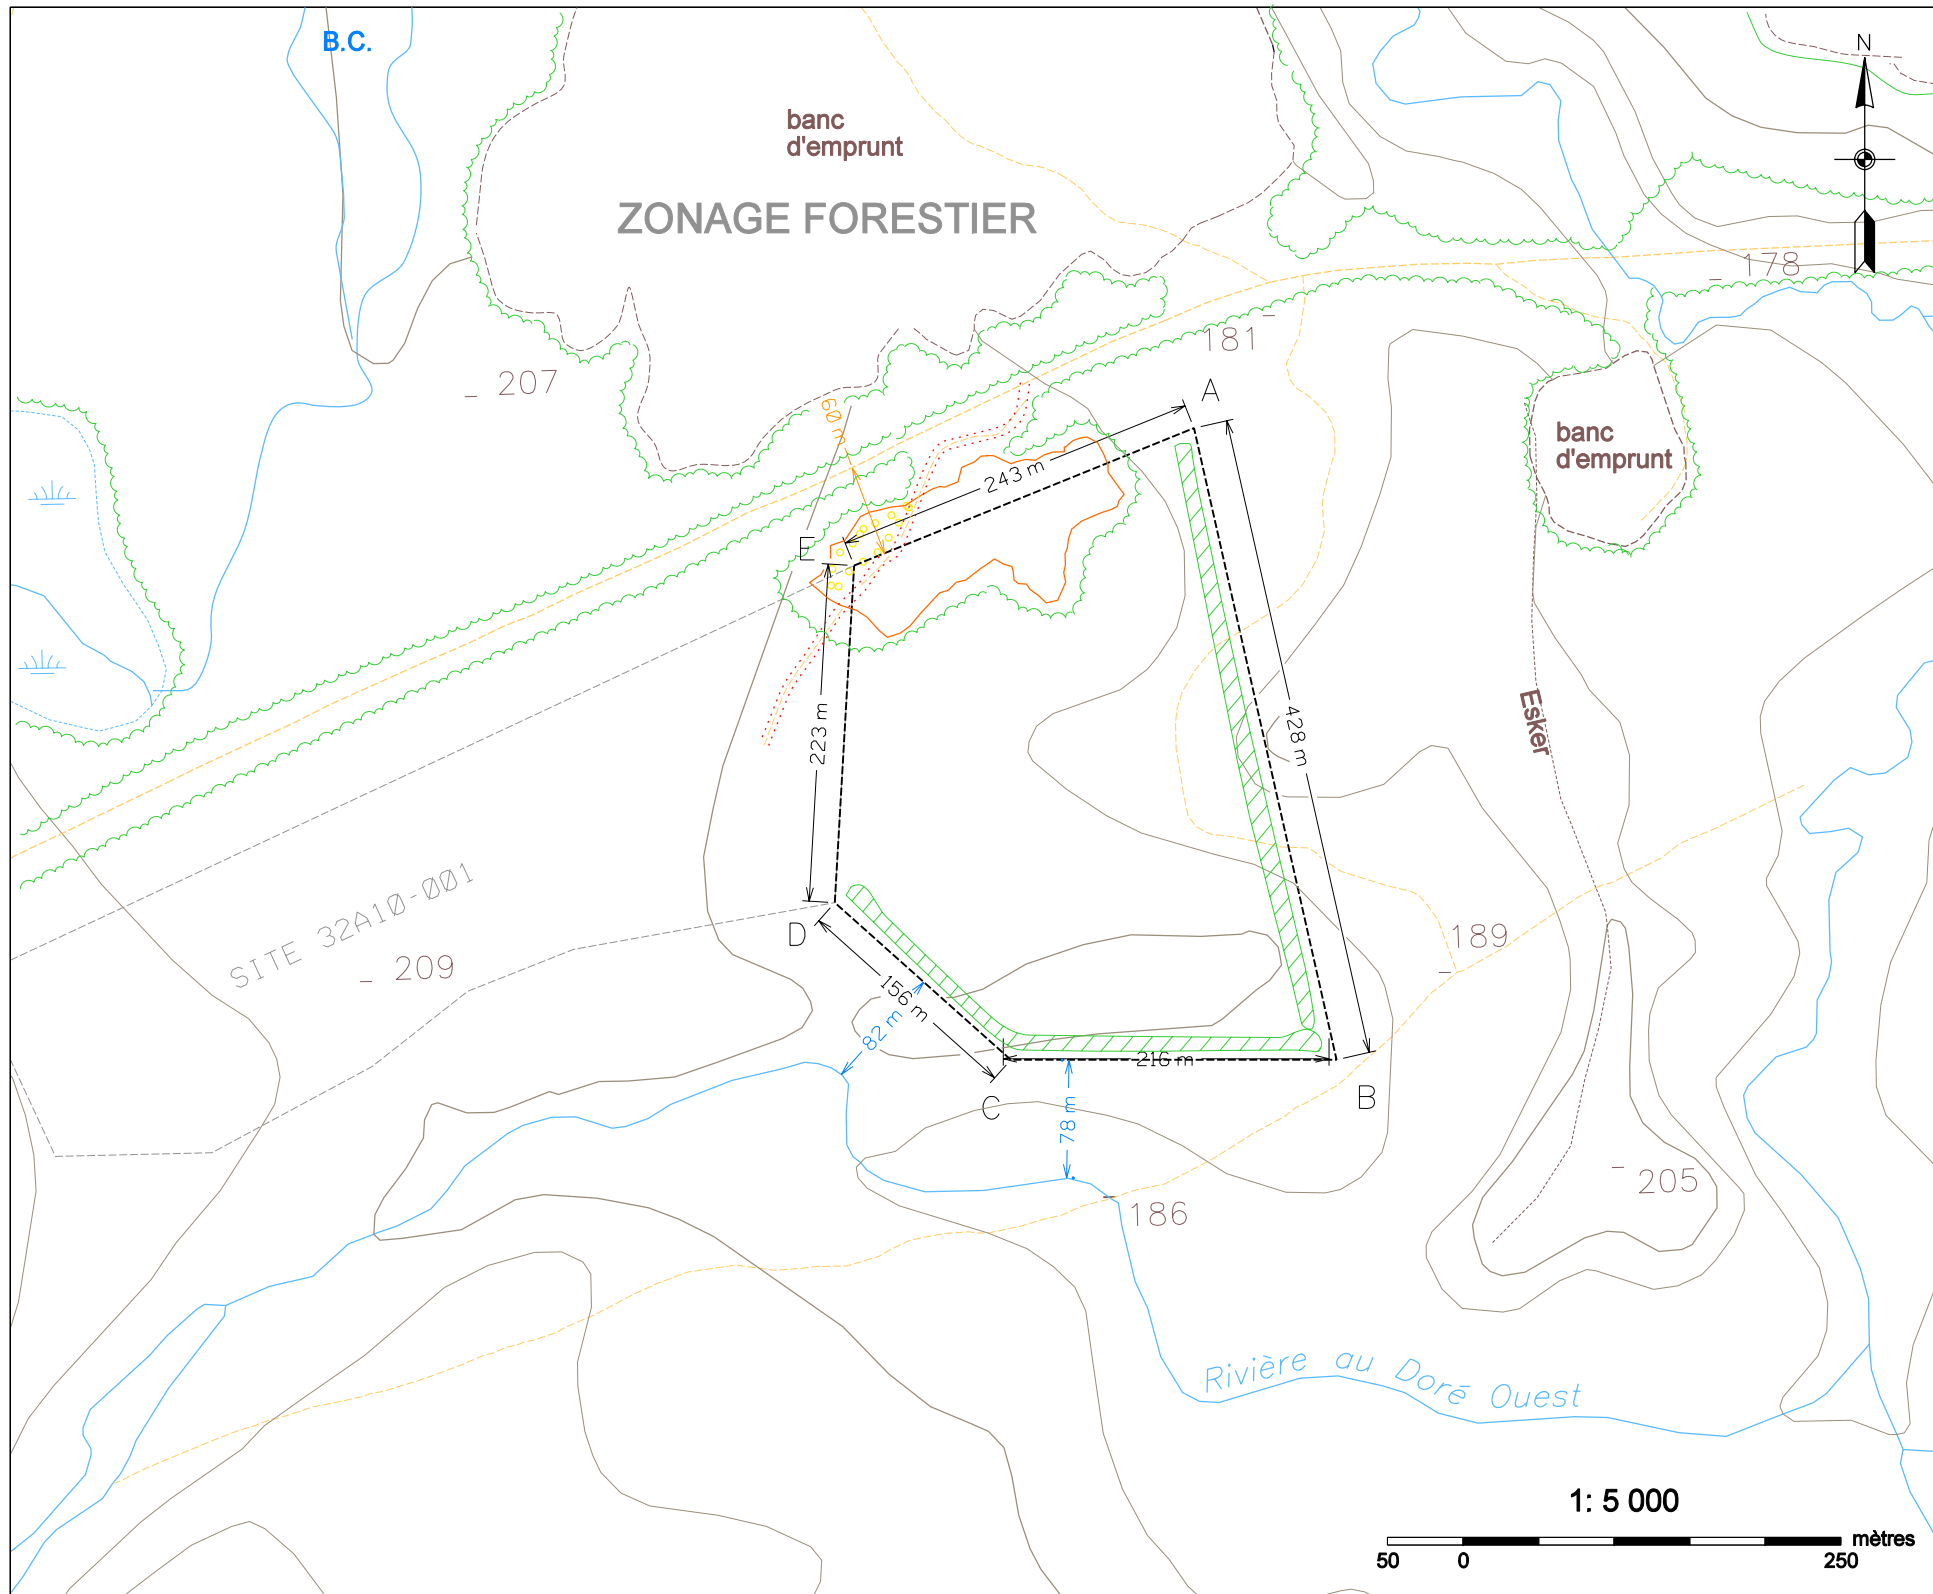 B.C.
N
banc
d'emprunt
ZONAGE FORESTIER
178
181
207
A
60 m
banc
d'emprunt
243 m
E
Esker
223 m
428 m
SITE 32A10-001
D
189
209
156 m
82 m
216 m
C
B
78 m
205
186
Rivière au Doré Ouest
1: 5 000
mètres
50 0 250